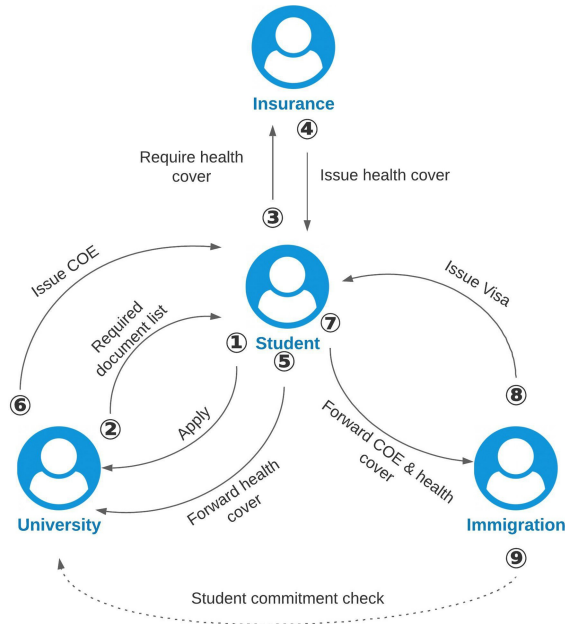 Insurance
④
Require health
cover
Issue health cover
③
Issue COE
Required
document list
Issue Visa
⑦
①
Student
⑤
⑥
②
Apply
Forward health
cover
Forward COE & health
cover
⑧
University
Immigration
⑨
Student commitment check